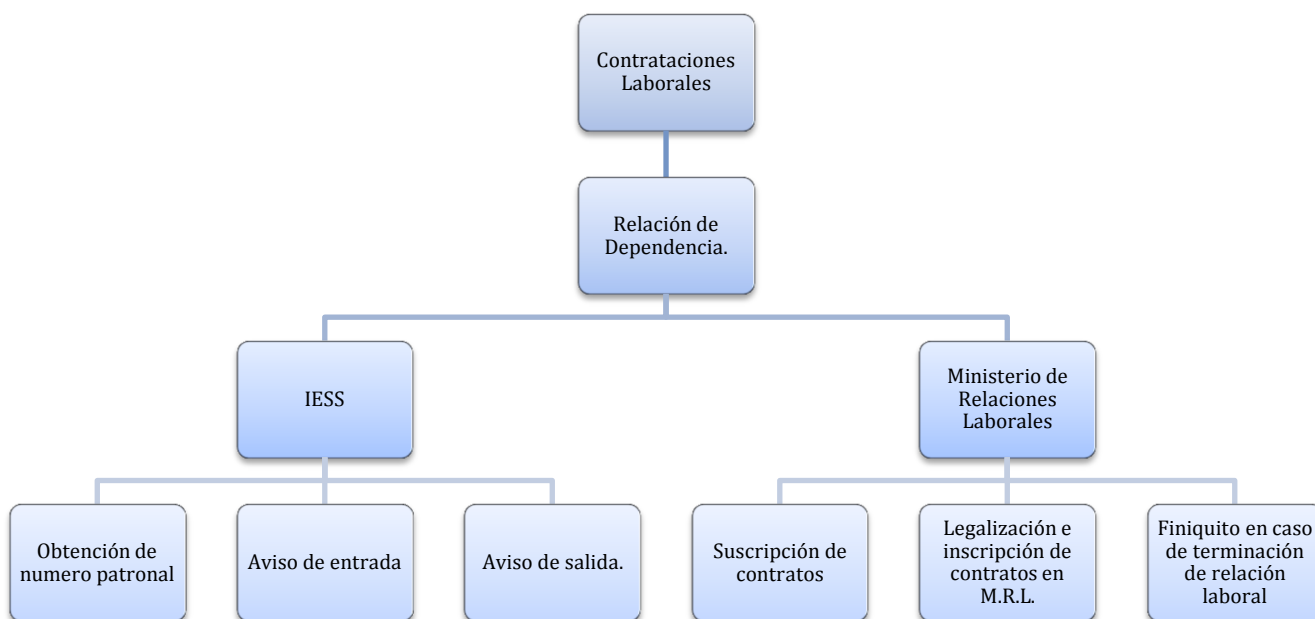 Contrataciones
Laborales
Relación de
Dependencia.
IESS
Ministerio de
Relaciones
Laborales
Obtención de
numero patronal
Aviso de entrada
Aviso de salida.
Suscripción de
contratos
Legalización e
inscripción de
contratos en
M.R.L.
Finiquito en caso
de terminación
de relación
laboral